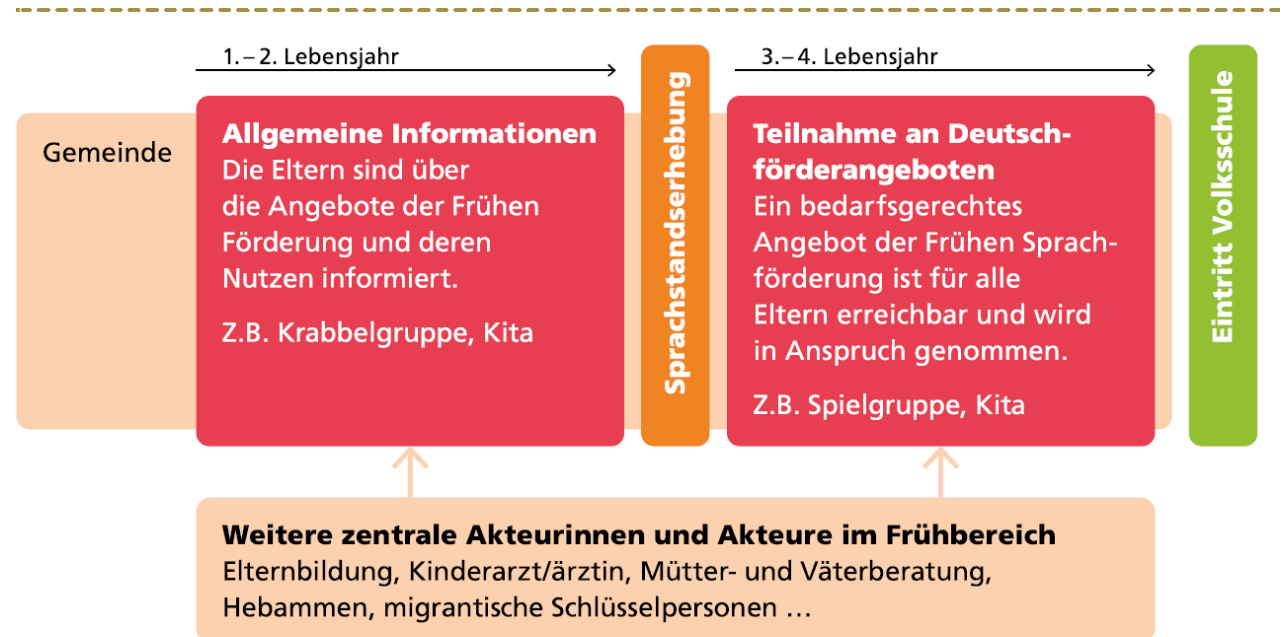 1.–2. Lebensjahr
3.–4. Lebensjahr
Gemeinde
Allgemeine Informationen
Die Eltern sind über
die Angebote der Frühen
Förderung und deren
Nutzen informiert.
Z.B. Krabbelgruppe, Kita
Sprachstandserhebung
Teilnahme an Deutsch-
förderangeboten
Ein bedarfsgerechtes
Angebot der Frühen Sprach-
förderung ist für alle
Eltern erreichbar und wird
in Anspruch genommen.
Z.B. Spielgruppe, Kita
Eintritt Volksschule
Weitere zentrale Akteurinnen und Akteure im Frühbereich
Elternbildung, Kinderarzt/ärztin, Mütter- und Väterberatung,
Hebammen, migrantische Schlüsselpersonen …